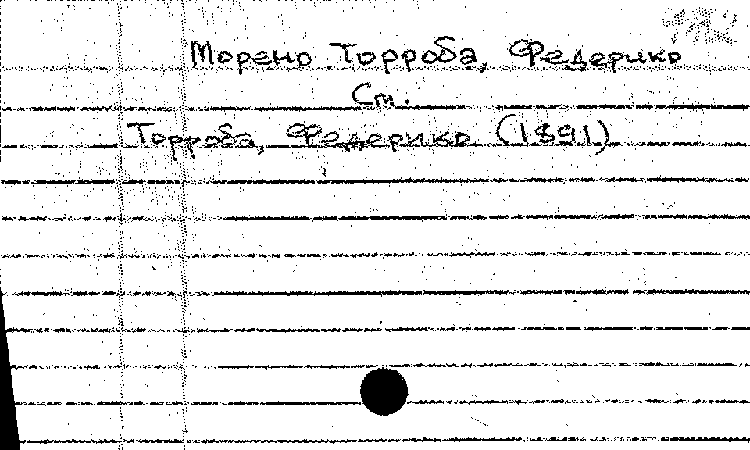 Морено Торроба, Федерико
См.
Торроба, Федерико (1891)